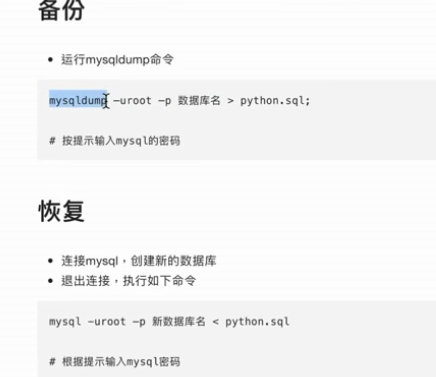 备份
运行mysqldump命令
mysqldump -uroot -p 数据库名 > python.sql;
# 按提示输入mysql的密码
恢复
连接mysql，创建新的数据库
退出连接，执行如下命令
mysql -uroot -p 新数据库名 < python.sql
# 根据提示输入mysql密码